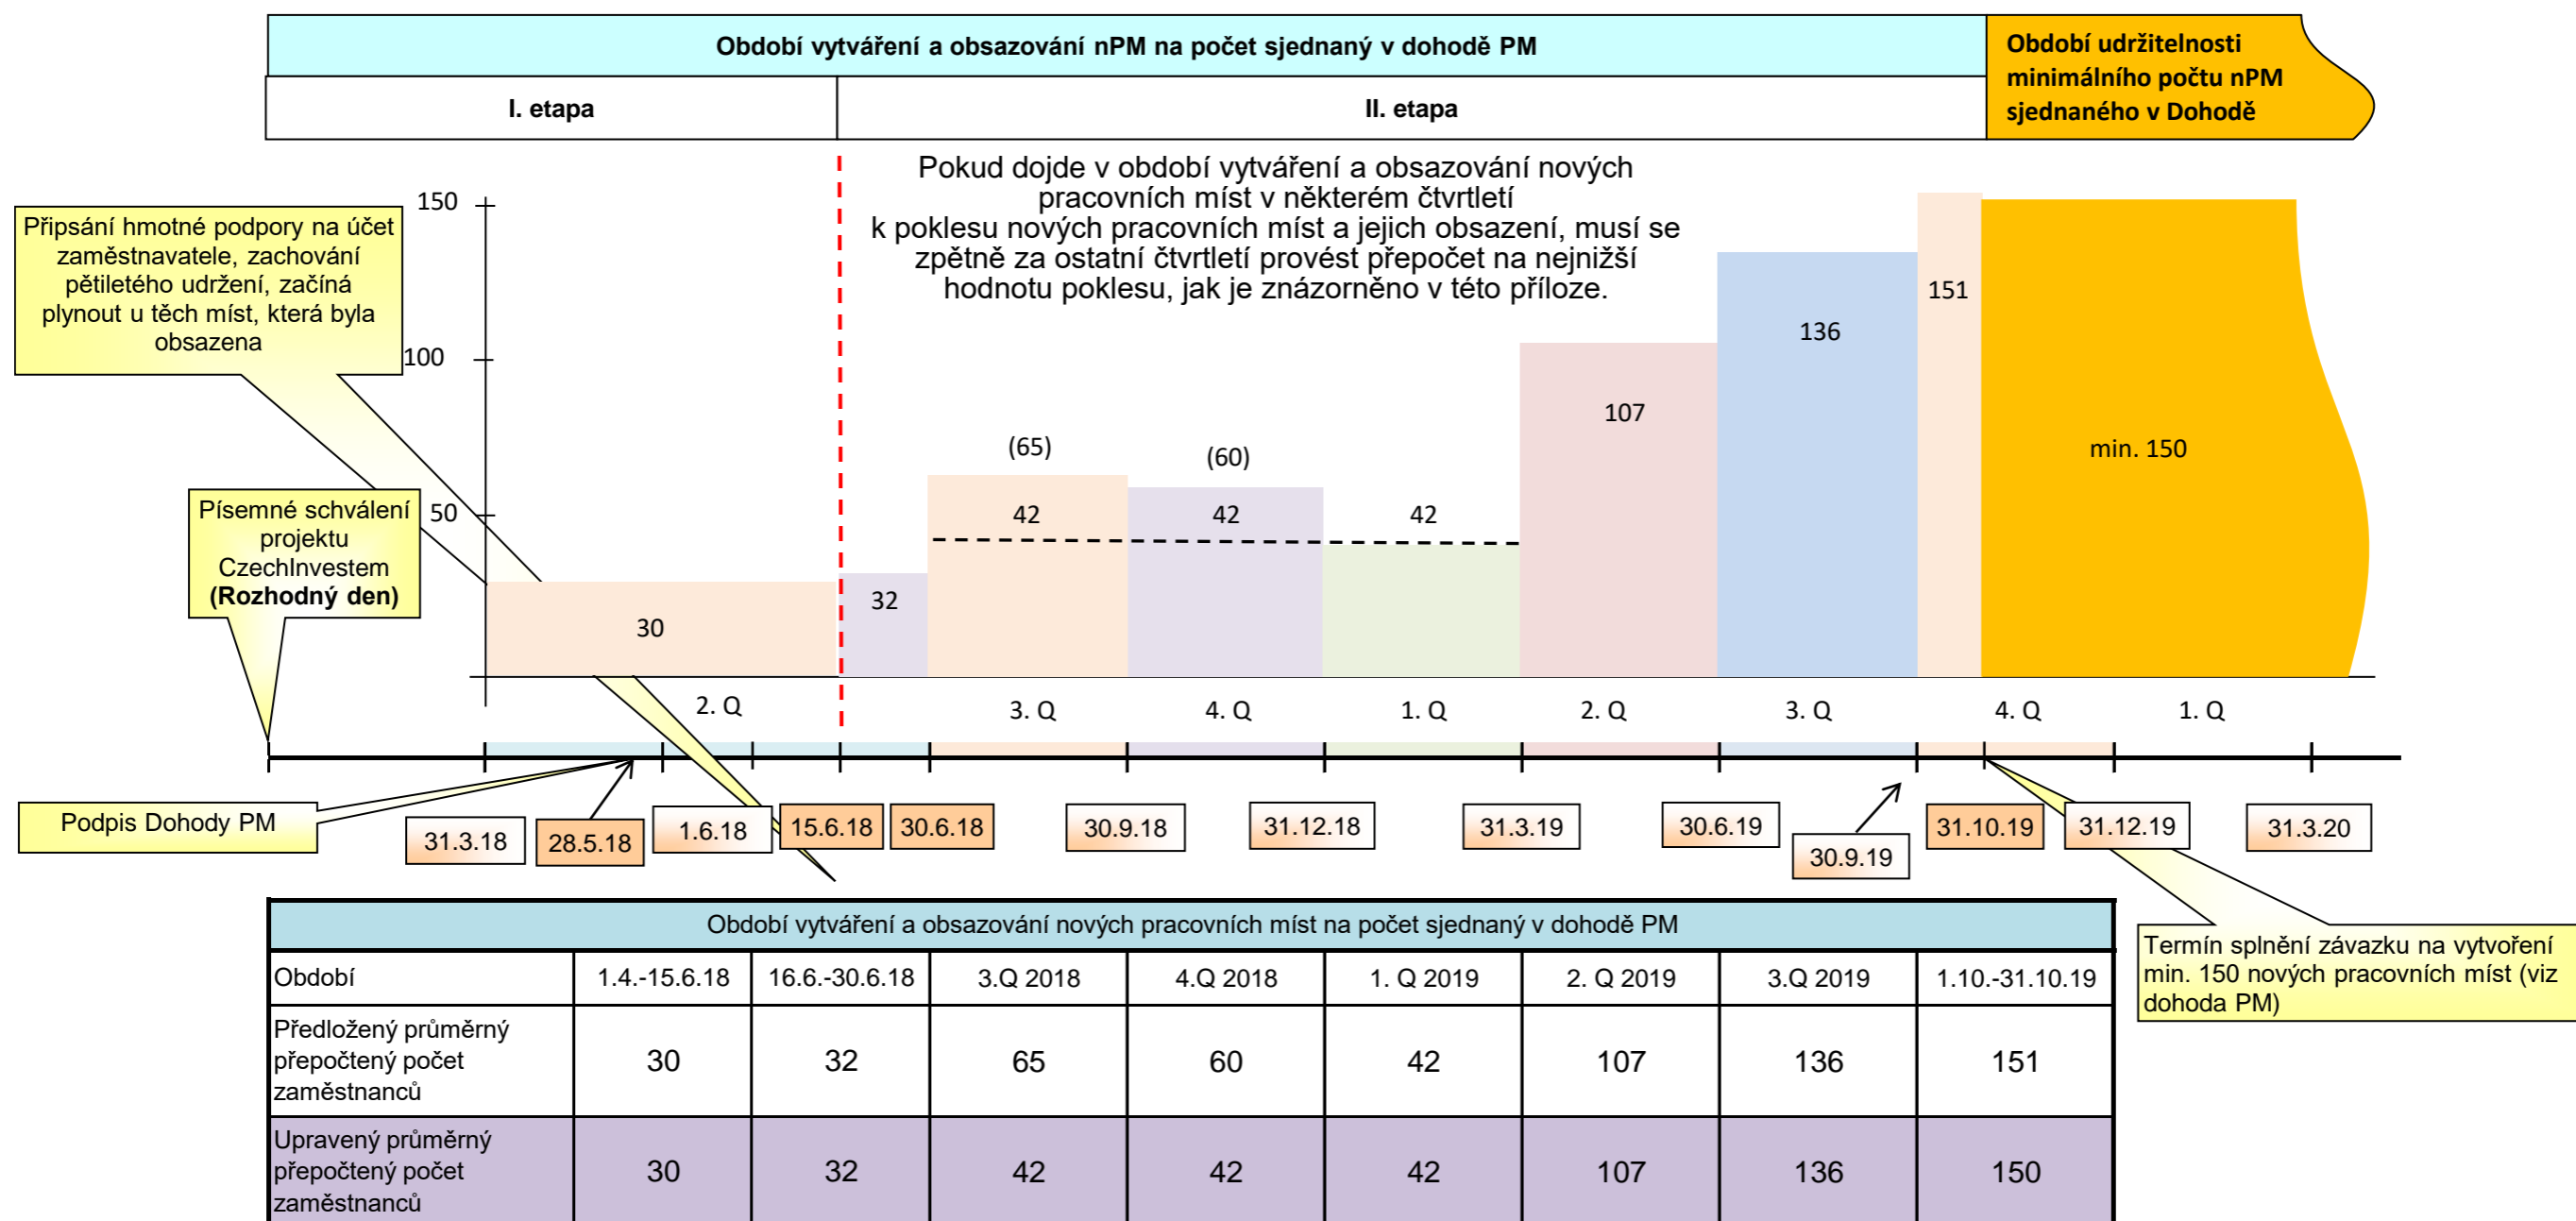 Období vytváření a obsazování nPM na počet sjednaný v dohodě PM
Období udržitelnosti
minimálního počtu nPM
sjednaného v Dohodě
I. etapa
II. etapa
Pokud dojde v období vytváření a obsazování nových
pracovních míst v některém čtvrtletí
k poklesu nových pracovních míst a jejich obsazení, musí se
zpětně za ostatní čtvrtletí provést přepočet na nejnižší
hodnotu poklesu, jak je znázorněno v této příloze.
Připsání hmotné podpory na účet
zaměstnavatele, zachování
pětiletého udržení, začíná
plynout u těch míst, která byla
obsazena
150
100
50
Písemné schválení
projektu
CzechInvestem
(Rozhodný den)
30
32
(65)
42
(60)
42
42
107
136
151
min. 150
2. Q
3. Q
4. Q
1. Q
2. Q
3. Q
4. Q
1. Q
Podpis Dohody PM
31.3.18
28.5.18
1.6.18
15.6.18
30.6.18
30.9.18
31.12.18
31.3.19
30.6.19
30.9.19
31.10.19
31.12.19
31.3.20
Termín splnění závazku na vytvoření
min. 150 nových pracovních míst (viz
dohoda PM)
Období vytváření a obsazování nových pracovních míst na počet sjednaný v dohodě PM
Období 1.4.-15.6.18 16.6.-30.6.18 3.Q 2018 4.Q 2018 1. Q 2019 2. Q 2019 3.Q 2019 1.10.-31.10.19
Předložený průměrný
přepočtený počet 30 32 65 60 42 107 136 151
zaměstnanců
Upravený průměrný
přepočtený počet 30 32 42 42 42 107 136 150
zaměstnanců